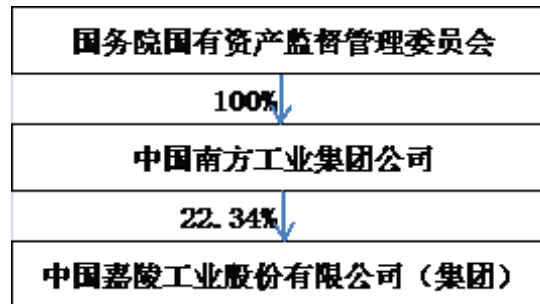 国务院国有资产监督管理委员会
100%
中国南方工业集团公司
22.34%
中国嘉陵工业股份有限公司（集团）